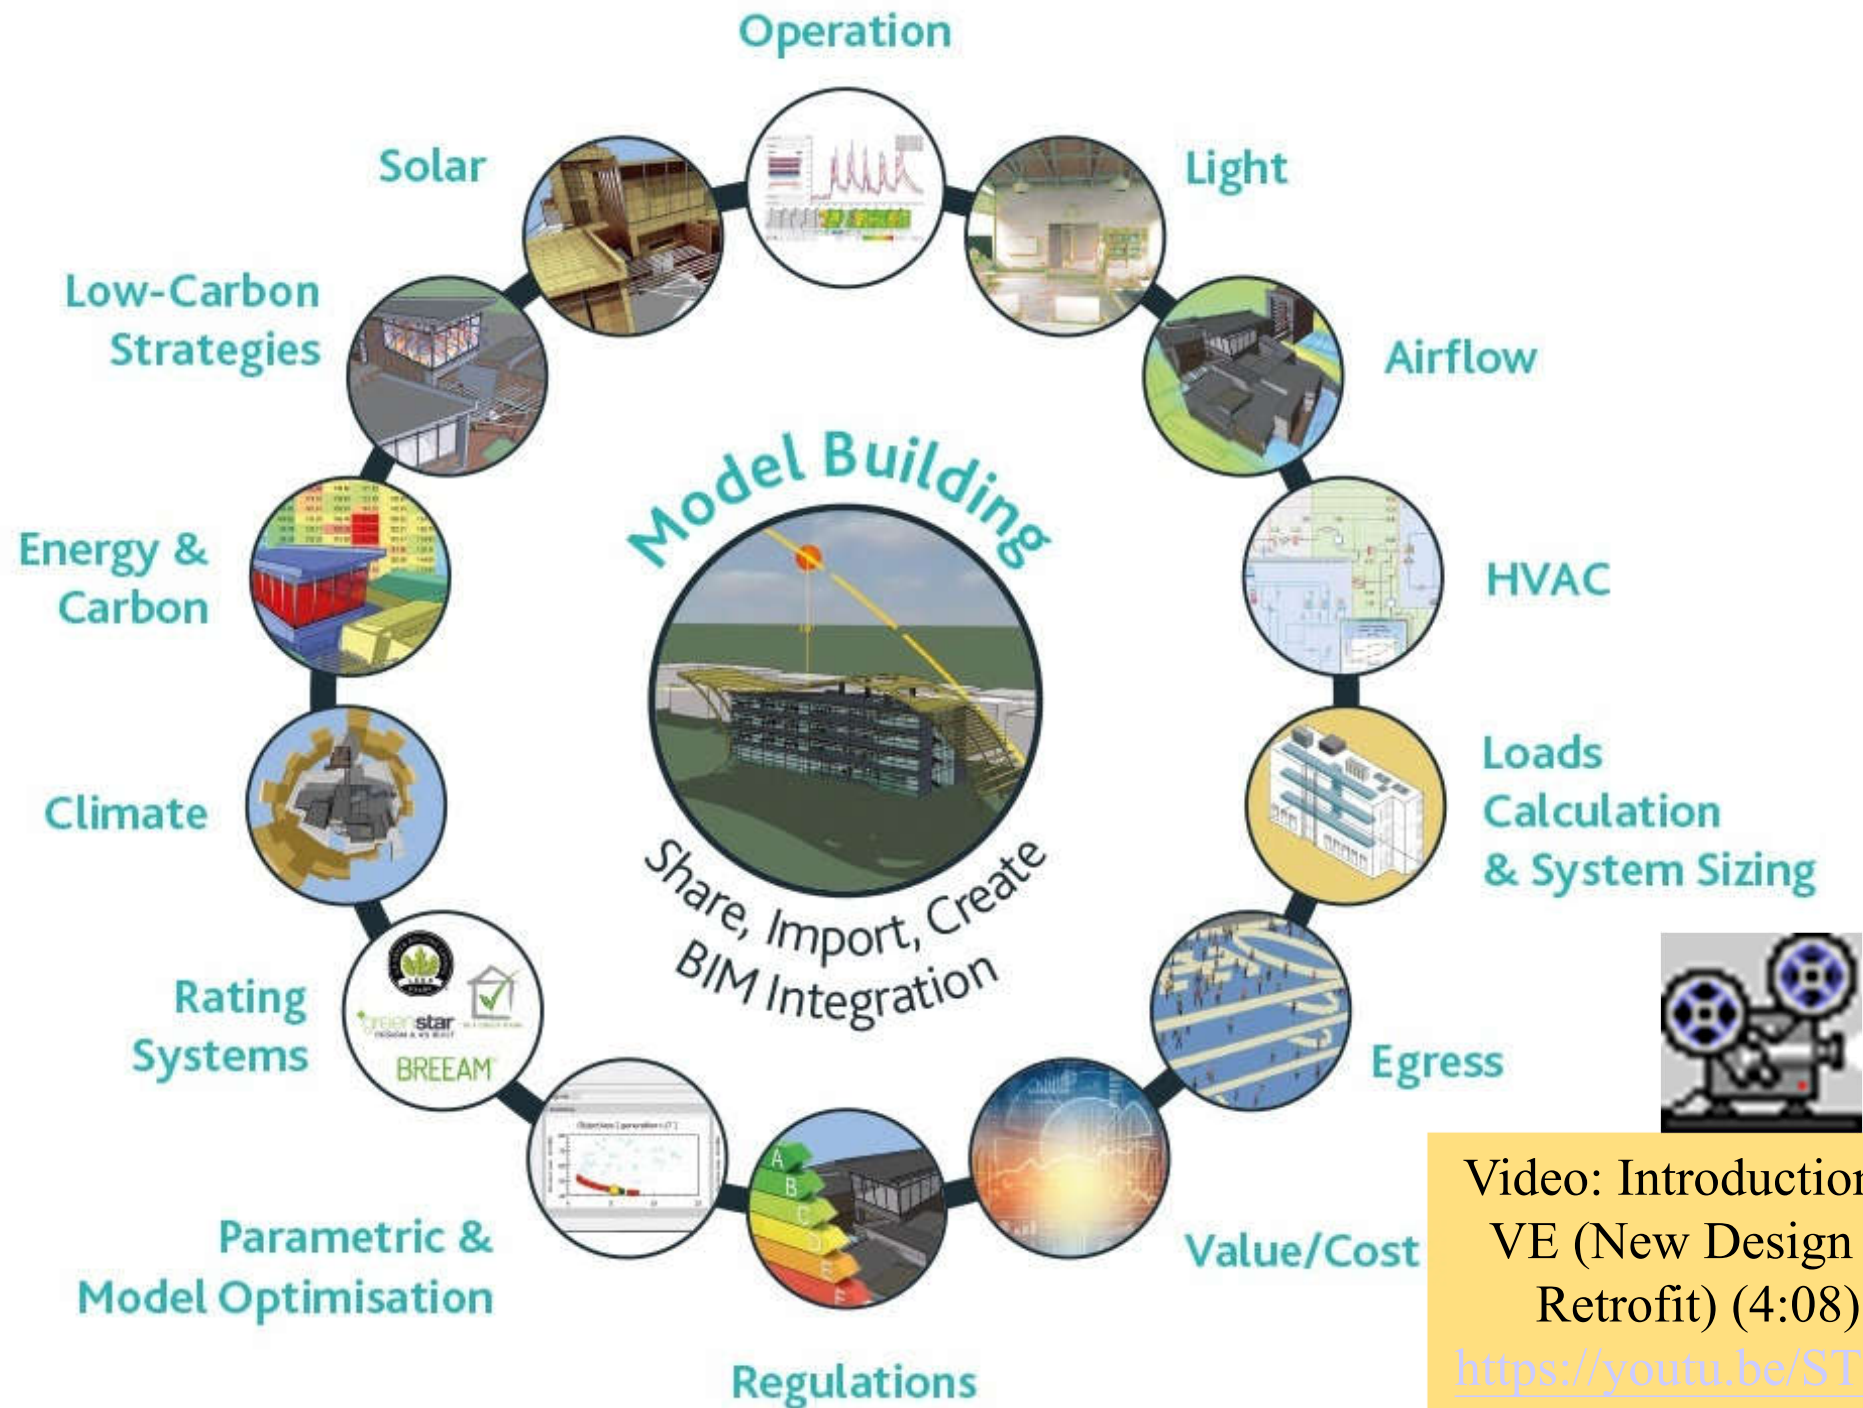 Operation
Solar
Light
Low-Carbon
Strategies
Airflow
Model Building
Energy &
Carbon
HVAC
Loads
Calculation
& System Sizing
Climate
Share, Import, Create
BIM Integration
Rating
Systems
greenstar
BREEAM
Egress
A
B
C
D
E
F
Parametric &
Model Optimisation
Value/Cost
Regulations
Video: Introduction
VE (New Design
Retrofit) (4:08)
https://youtu.be/ST